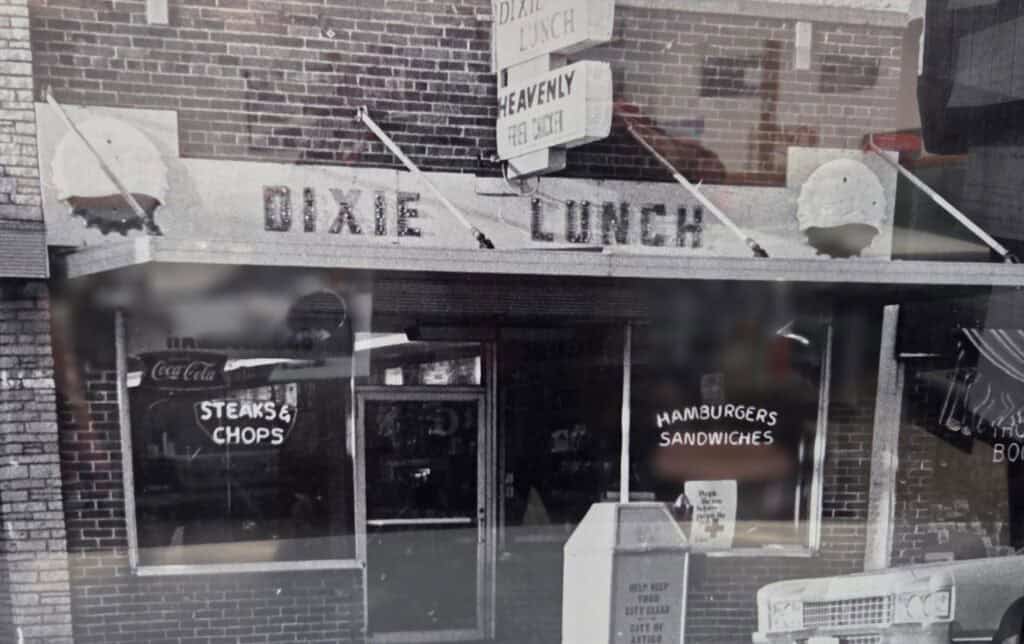 DIXIE
LUNCH
HEAVENLY
FRIED CHICKEN
DIXIE LUNCH
Coca-Cola
STEAKS &
CHOPS
HAMBURGERS
SANDWICHES
HELP KEEP
YOUR
CITY CLEAN
CITY OF
ANTIGO